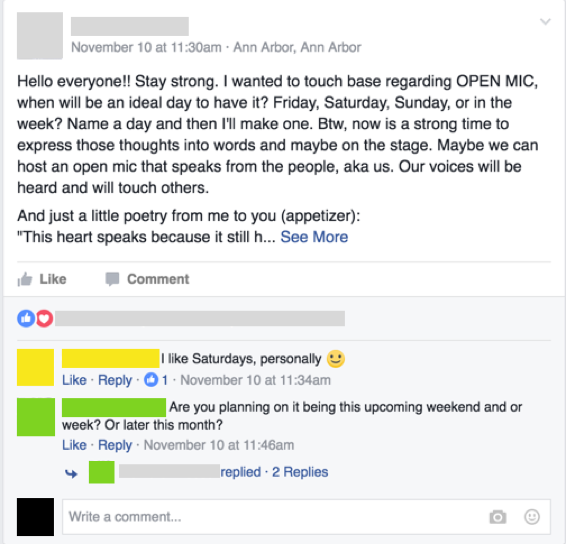 November 10 at 11:30am · Ann Arbor, Ann Arbor
Hello everyone!! Stay strong. I wanted to touch base regarding OPEN MIC,
when will be an ideal day to have it? Friday, Saturday, Sunday, or in the
week? Name a day and then I'll make one. Btw, now is a strong time to
express those thoughts into words and maybe on the stage. Maybe we can
host an open mic that speaks from the people, aka us. Our voices will be
heard and will touch others.
And just a little poetry from me to you (appetizer):
"This heart speaks because it still h... See More
Like Comment
I like Saturdays, personally
Like · Reply · 1 · November 10 at 11:34am
Are you planning on it being this upcoming weekend and or
week? Or later this month?
Like · Reply · November 10 at 11:46am
replied · 2 Replies
Write a comment...